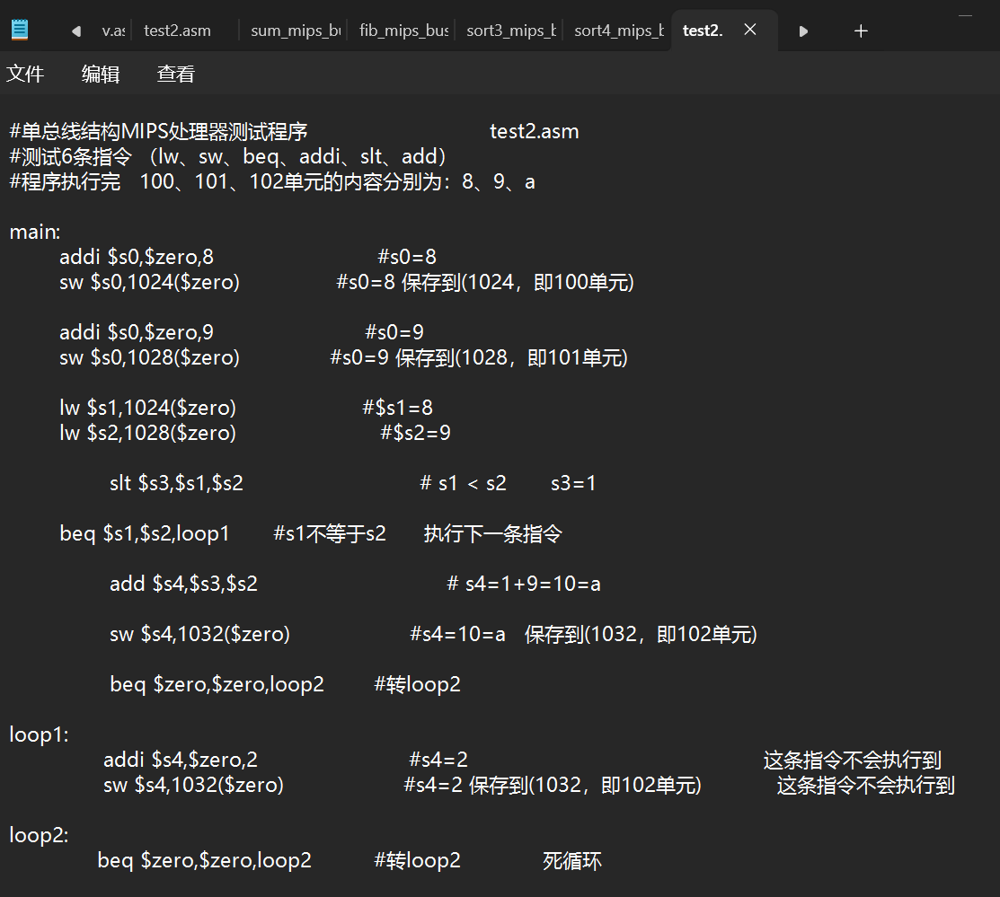 v.as test2.asm sum_mips_bu fib_mips_bus sort3_mips_b sort4_mips_b test2.
文件 编辑 查看
#单总线结构MIPS处理器测试程序 test2.asm
#测试6条指令 （lw、sw、beq、addi、slt、add）
#程序执行完 100、101、102单元的内容分别为：8、9、a
main:
addi $s0,$zero,8 #s0=8
sw $s0,1024($zero) #s0=8 保存到(1024，即100单元)
addi $s0,$zero,9 #s0=9
sw $s0,1028($zero) #s0=9 保存到(1028，即101单元)
lw $s1,1024($zero) #$s1=8
lw $s2,1028($zero) #$s2=9
slt $s3,$s1,$s2 # s1 < s2 s3=1
beq $s1,$s2,loop1 #s1不等于s2 执行下一条指令
add $s4,$s3,$s2 # s4=1+9=10=a
sw $s4,1032($zero) #s4=10=a 保存到(1032，即102单元)
beq $zero,$zero,loop2 #转loop2
loop1:
addi $s4,$zero,2 #s4=2 这条指令不会执行到
sw $s4,1032($zero) #s4=2 保存到(1032，即102单元) 这条指令不会执行到
loop2:
beq $zero,$zero,loop2 #转loop2 死循环